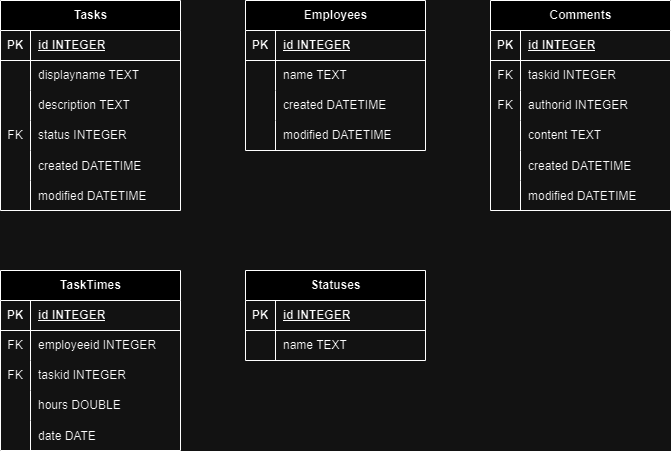 Tasks
PK id INTEGER
displayname TEXT
description TEXT
FK status INTEGER
created DATETIME
modified DATETIME
Employees
PK id INTEGER
name TEXT
created DATETIME
modified DATETIME
Comments
PK id INTEGER
FK taskid INTEGER
FK authorid INTEGER
content TEXT
created DATETIME
modified DATETIME
TaskTimes
PK id INTEGER
FK employeeid INTEGER
FK taskid INTEGER
hours DOUBLE
date DATE
Statuses
PK id INTEGER
name TEXT